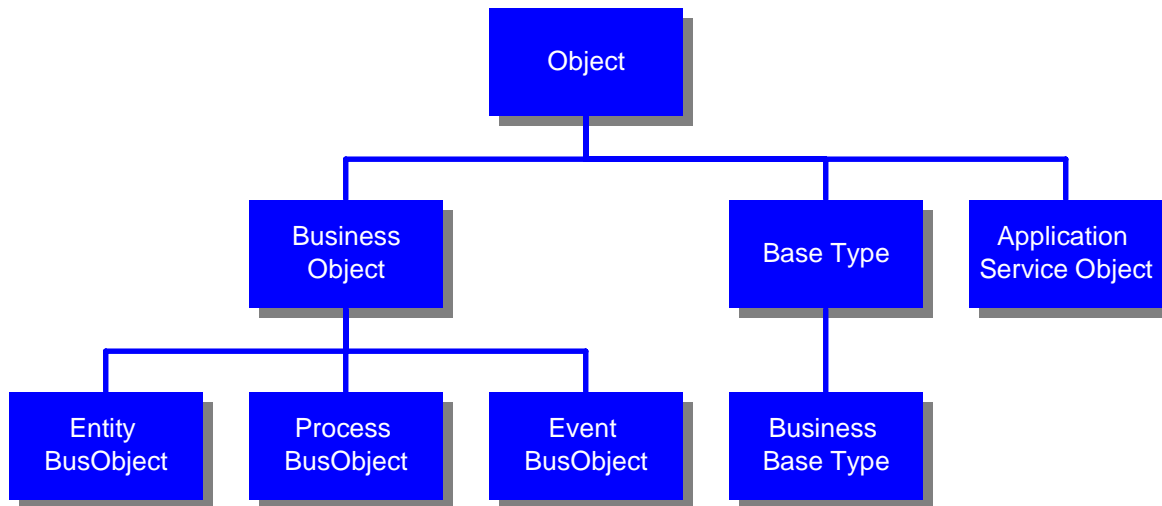 Object
Business
Object
Base Type
Application
Service Object
Entity
BusObject
Process
BusObject
Event
BusObject
Business
Base Type